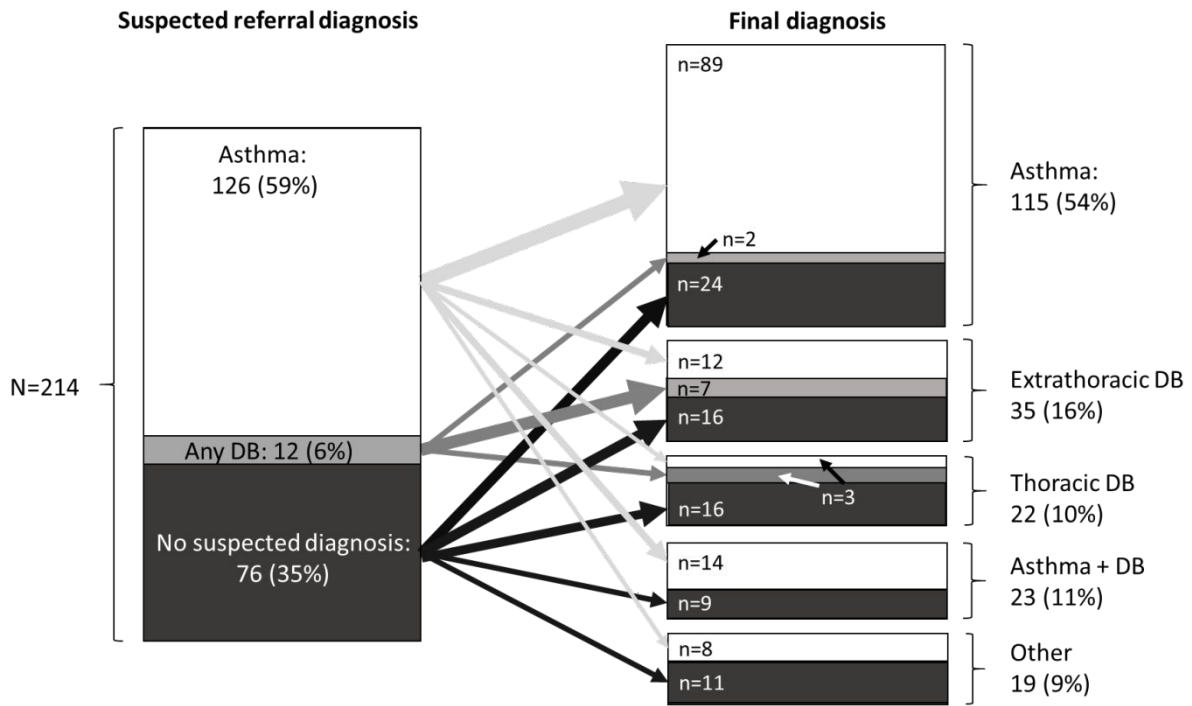 Suspected referral diagnosis
Final diagnosis
N=214
Asthma:
126 (59%)
Any DB: 12 (6%)
No suspected diagnosis:
76 (35%)
n=89
n=2
n=24
Asthma:
115 (54%)
n=12
n=7
n=16
Extrathoracic DB
35 (16%)
n=3
n=16
Thoracic DB
22 (10%)
n=14
n=9
Asthma + DB
23 (11%)
n=8
n=11
Other
19 (9%)